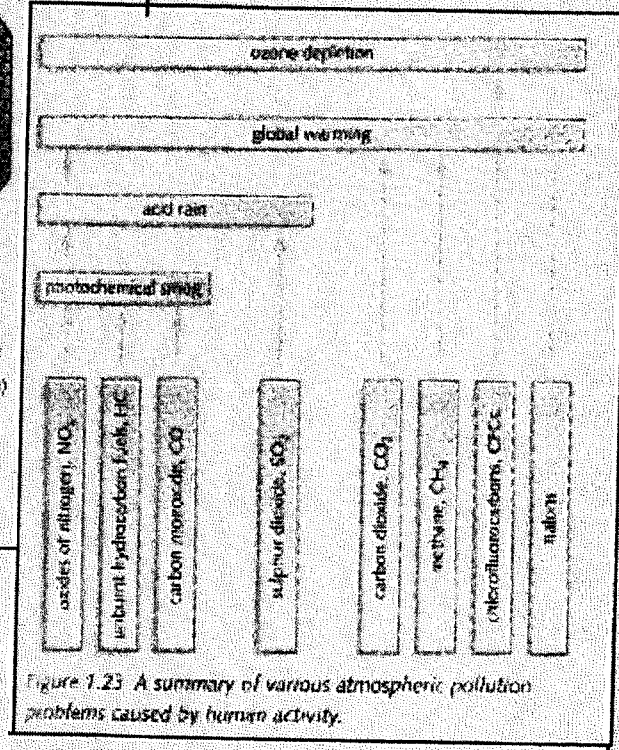 ozone depletion
global warming
acid rain
photochemical smog
oxides of nitrogen, NOx
unburnt hydrocarbon fuels, HC
carbon monoxide, CO
sulphur dioxide, SO2
carbon dioxide, CO2
methane, CH4
chlorofluorocarbons, CFCs
halons
Figure 1.23 A summary of various atmospheric pollution
problems caused by human activity.